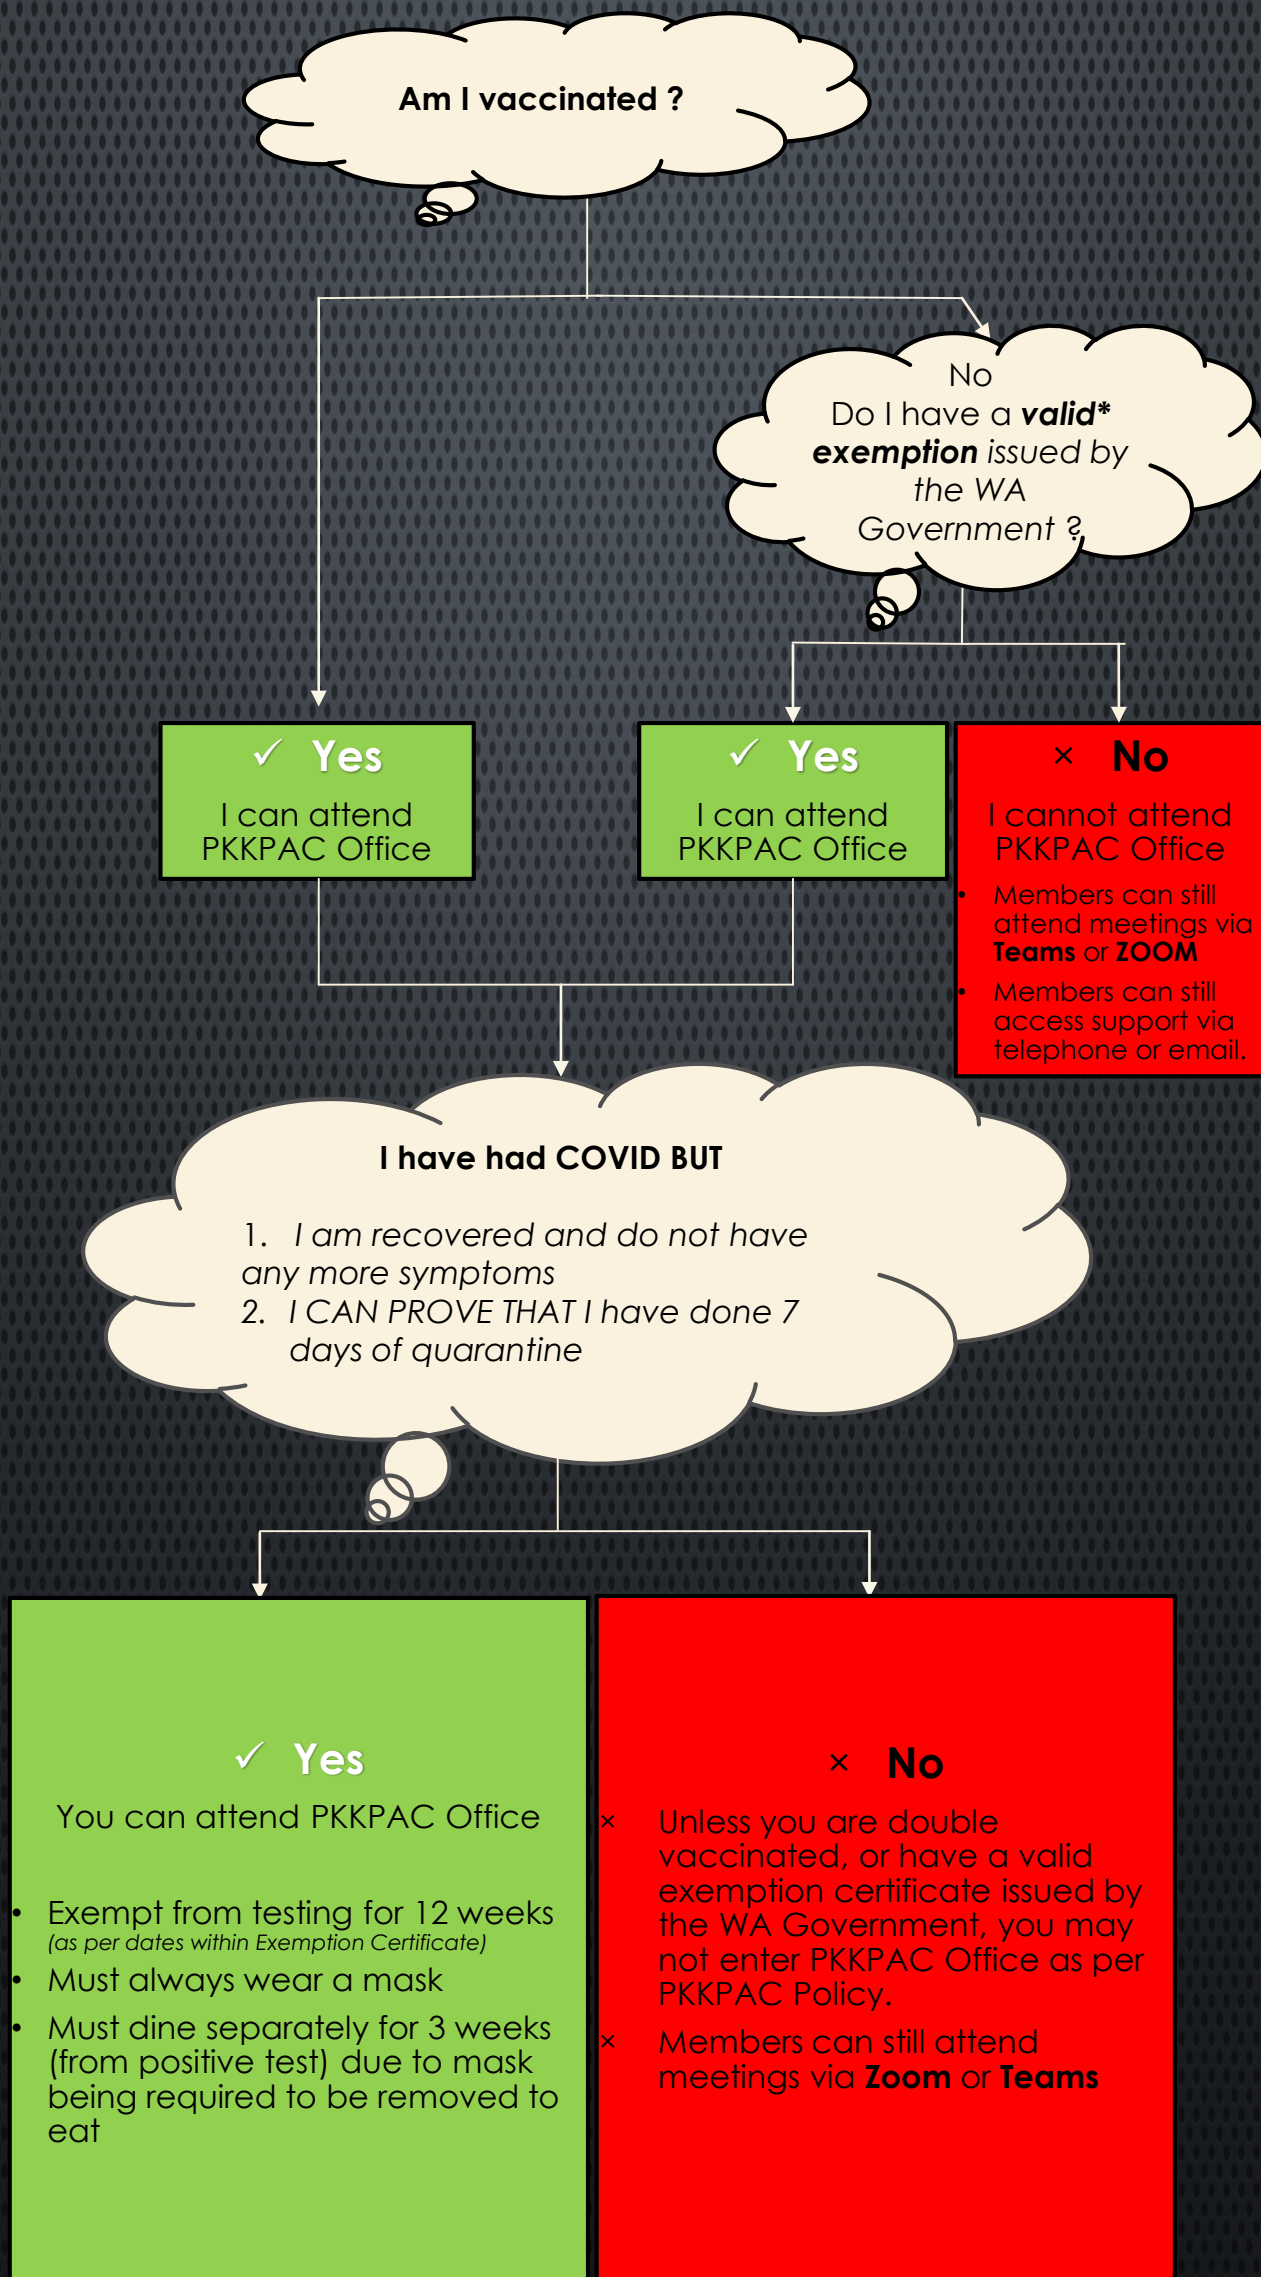 Am I vaccinated ?
No
Do I have a valid*
exemption issued by
the WA
Government ?
✓ Yes
I can attend
PKKPAC Office
✓ Yes
I can attend
PKKPAC Office
× No
I cannot attend
PKKPAC Office
• Members can still
attend meetings via
Teams or ZOOM
• Members can still
access support via
telephone or email.
I have had COVID BUT
1. I am recovered and do not have
any more symptoms
2. I CAN PROVE THAT I have done 7
days of quarantine
✓ Yes
You can attend PKKPAC Office
• Exempt from testing for 12 weeks
(as per dates within Exemption Certificate)
• Must always wear a mask
• Must dine separately for 3 weeks
(from positive test) due to mask
being required to be removed to
eat
× No
× Unless you are double
vaccinated, or have a valid
exemption certificate issued by
the WA Government, you may
not enter PKKPAC Office as per
PKKPAC Policy.
× Members can still attend
meetings via Zoom or Teams